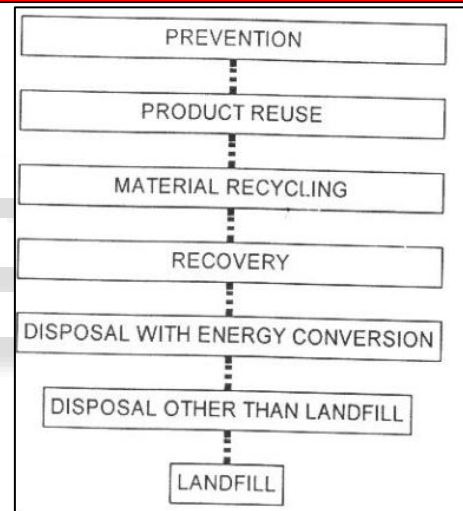 PREVENTION
PRODUCT REUSE
MATERIAL RECYCLING
RECOVERY
DISPOSAL WITH ENERGY CONVERSION
DISPOSAL OTHER THAN LANDFILL
LANDFILL